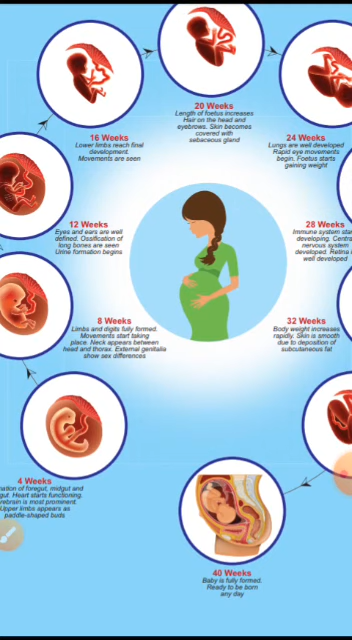 20 Weeks
Length of foetus increases
Hair on the head and
eyebrows. Skin becomes
covered with
sebaceous gland
16 Weeks
Lower limbs reach final
development.
Movements are seen
24 Weeks
Lungs are well developed
Rapid eye movements
begin. Foetus starts
gaining weight
12 Weeks
Eyes and ears are well
defined. Ossification of
long bones are seen
Urine formation begins
28 Weeks
Immune system
developing.
nervous system
developed. Retina
well developed
8 Weeks
Limbs and digits fully formed.
Movements start taking
place. Neck appears between
head and thorax. External genitalia
show sex differences
32 Weeks
Body weight increases
rapidly. Skin is smooth
due to deposition of
subcutaneous fat
4 Weeks
of foregut, midgut and
Heart starts functioning.
is most prominent.
Upper limbs appears as
paddle-shaped buds
40 Weeks
Baby is fully formed.
Ready to be born
any day